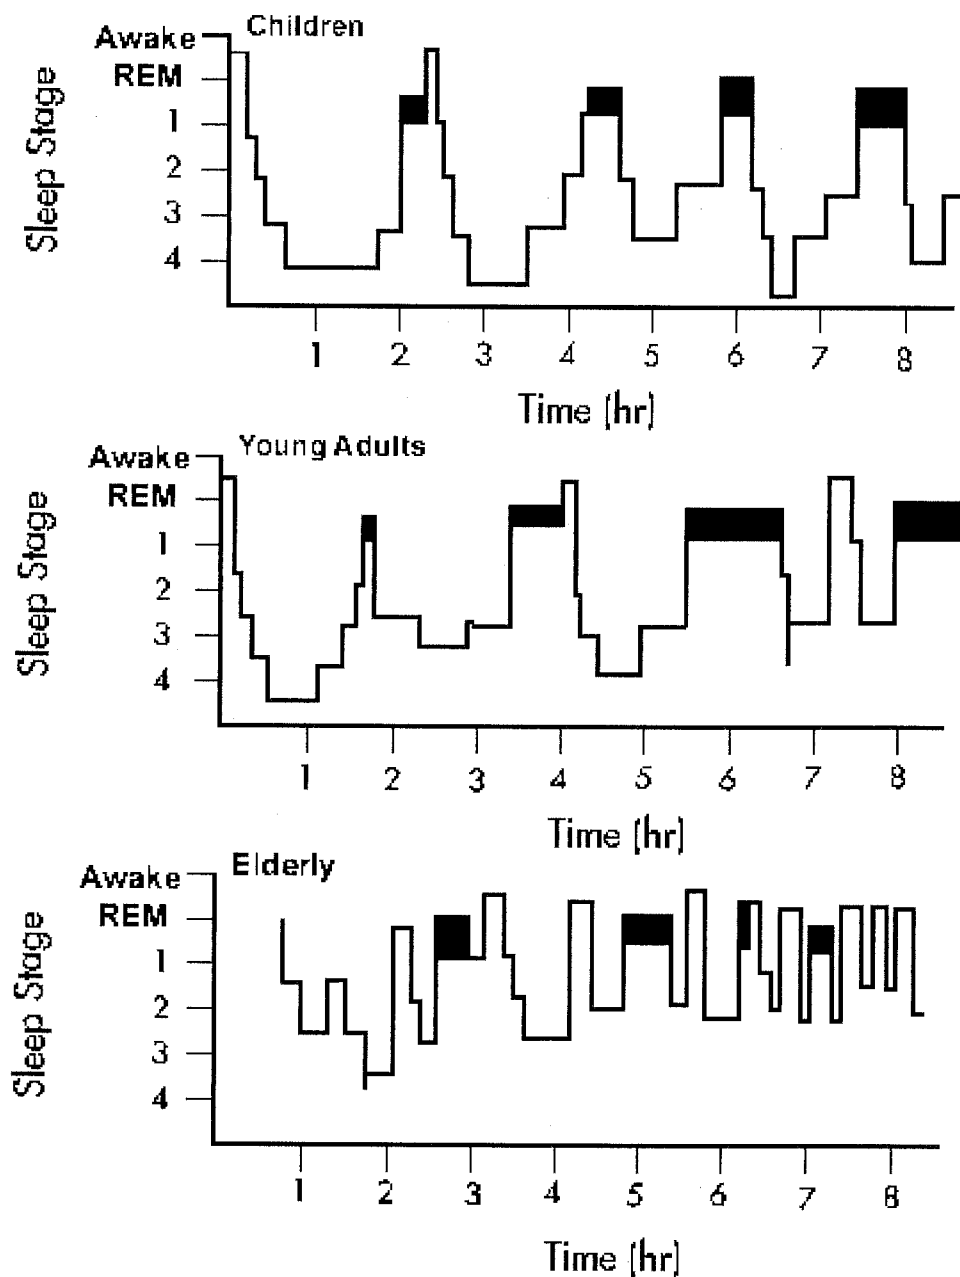 Children
Awake
REM
1
2
3
4
Sleep Stage
1 2 3 4 5 6 7 8
Time (hr)
Young Adults
Awake
REM
1
2
3
4
Sleep Stage
1 2 3 4 5 6 7 8
Time (hr)
Elderly
Awake
REM
1
2
3
4
Sleep Stage
1 2 3 4 5 6 7 8
Time (hr)